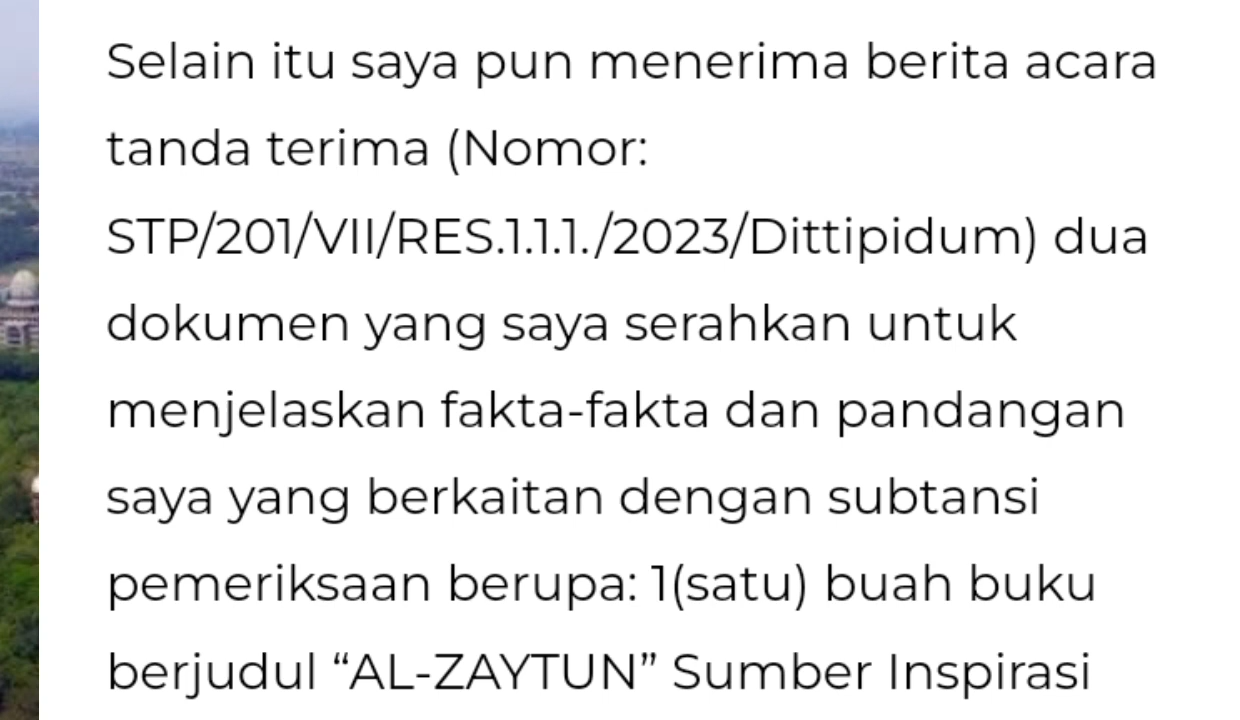 Selain itu saya pun menerima berita acara
tanda terima (Nomor:
STP/201/VII/RES.1.1.1./2023/Dittipidum) dua
dokumen yang saya serahkan untuk
menjelaskan fakta-fakta dan pandangan
saya yang berkaitan dengan subtansi
pemeriksaan berupa: 1(satu) buah buku
berjudul “AL-ZAYTUN” Sumber Inspirasi